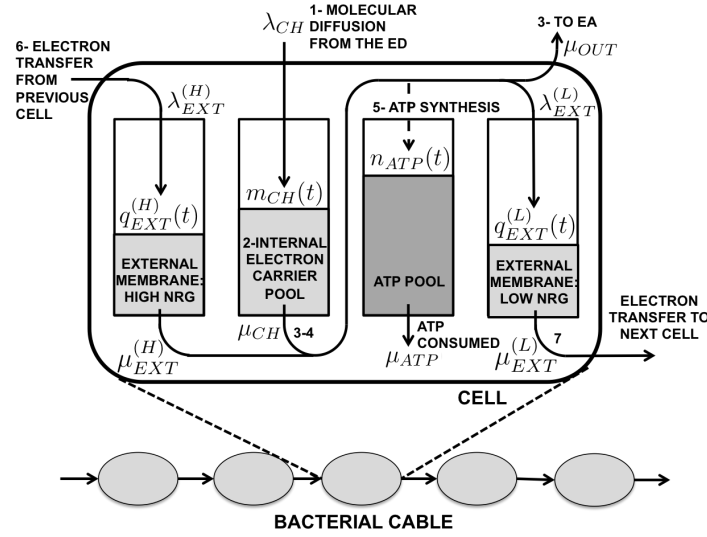 1- MOLECULAR
DIFFUSION
FROM THE ED
λ_CH
3- TO EA
μ_OUT
6- ELECTRON
TRANSFER
FROM
PREVIOUS
CELL
λ_EXT^(H)
5- ATP SYNTHESIS
λ_EXT^(L)
q_EXT^(H)(t)
m_CH(t)
n_ATP(t)
q_EXT^(L)(t)
EXTERNAL
MEMBRANE:
HIGH NRG
2-INTERNAL
ELECTRON
CARRIER
POOL
ATP POOL
EXTERNAL
MEMBRANE:
LOW NRG
μ_EXT^(H)
μ_CH
3-4
ATP
CONSUMED
μ_ATP
μ_EXT^(L)
7
ELECTRON
TRANSFER TO
NEXT CELL
CELL
BACTERIAL CABLE